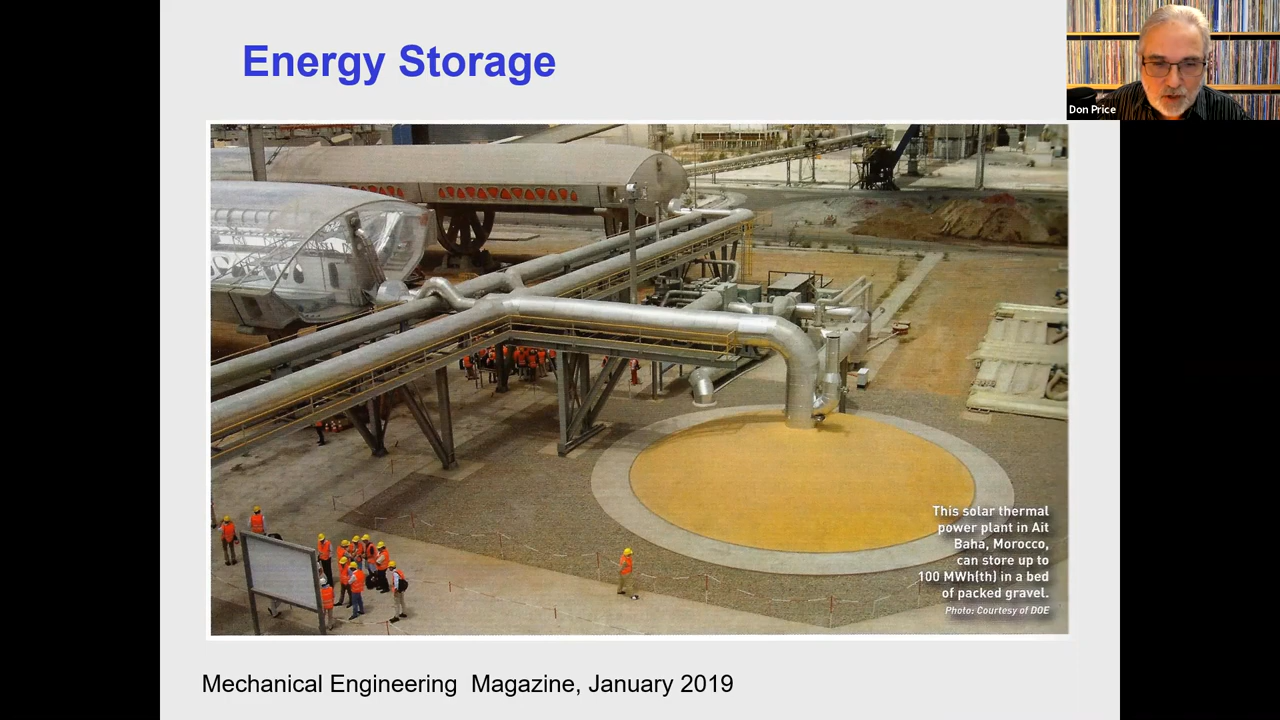 Energy Storage
Don Price
This solar thermal
power plant in Ait
Baha, Morocco,
can store up to
100 MWh(th) in a bed
of packed gravel.
Photo: Courtesy of DOE
Mechanical Engineering  Magazine, January 2019